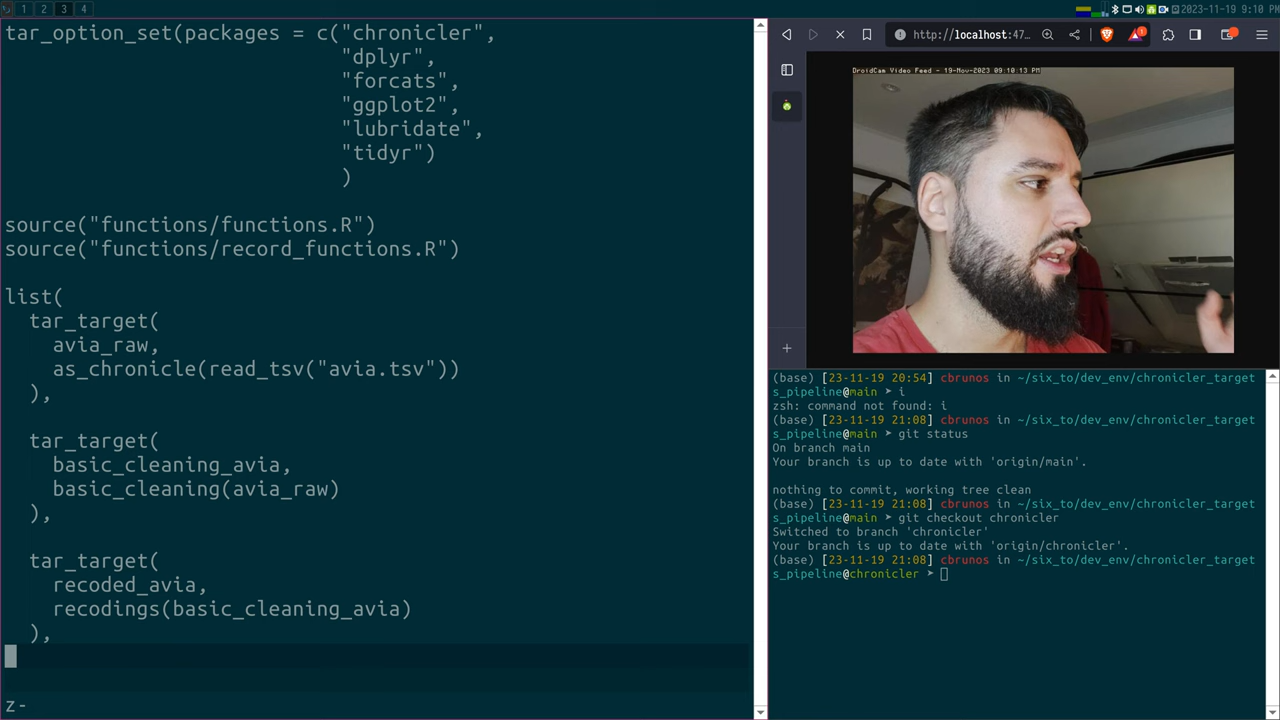 1 2 3 4
2023-11-19 9:10 PM
tar_option_set(packages = c("chronicler",
"dplyr",
"forcats",
"ggplot2",
"lubridate",
"tidyr")
)
source("functions/functions.R")
source("functions/record_functions.R")
list(
tar_target(
avia_raw,
as_chronicle(read_tsv("avia.tsv"))
),
tar_target(
basic_cleaning_avia,
basic_cleaning(avia_raw)
),
tar_target(
recoded_avia,
recodings(basic_cleaning_avia)
),
z-
http://localhost:47…
DroidCam Video Feed - 19-Nov-2023 09:10:13 PM
(base) [23-11-19 20:54] cbrunos in ~/six_to/dev_env/chronicler_target
s_pipeline@main ➤ i
zsh: command not found: i
(base) [23-11-19 21:08] cbrunos in ~/six_to/dev_env/chronicler_target
s_pipeline@main ➤ git status
On branch main
Your branch is up to date with 'origin/main'.
nothing to commit, working tree clean
(base) [23-11-19 21:08] cbrunos in ~/six_to/dev_env/chronicler_target
s_pipeline@main ➤ git checkout chronicler
Switched to branch 'chronicler'
Your branch is up to date with 'origin/chronicler'.
(base) [23-11-19 21:08] cbrunos in ~/six_to/dev_env/chronicler_target
s_pipeline@chronicler ➤